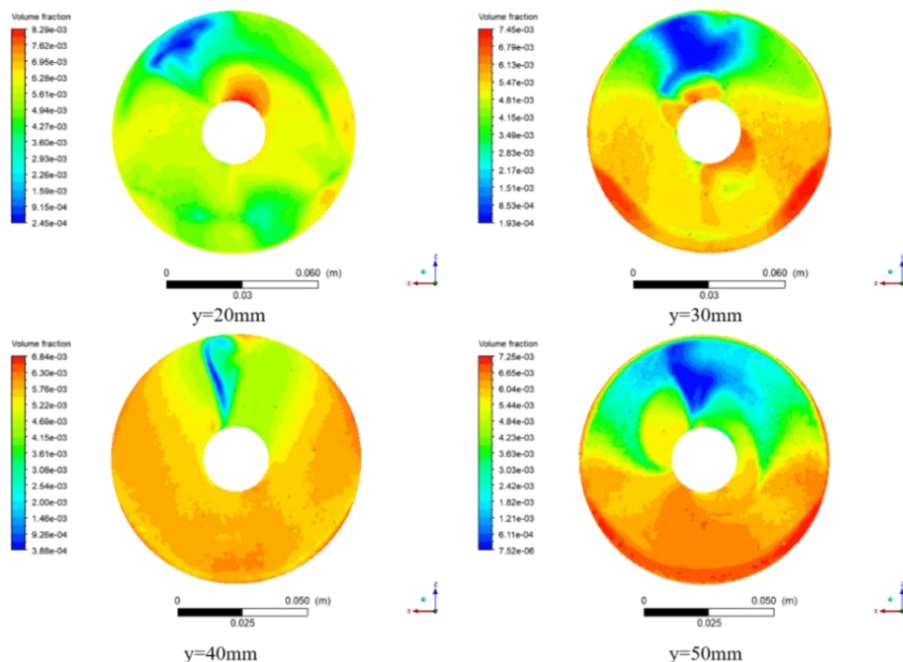 Volume fraction
8.29e-03
7.62e-03
6.95e-03
6.28e-03
5.61e-03
4.94e-03
4.27e-03
3.60e-03
2.93e-03
2.26e-03
1.59e-03
9.15e-04
2.45e-04
0 0.060 (m)
0.03
z
x
y=20mm
Volume fraction
7.45e-03
6.79e-03
6.13e-03
5.47e-03
4.81e-03
4.15e-03
3.49e-03
2.83e-03
2.17e-03
1.51e-03
8.53e-04
1.93e-04
0 0.060 (m)
0.03
z
x
y=30mm
Volume fraction
6.84e-03
6.30e-03
5.76e-03
5.22e-03
4.69e-03
4.15e-03
3.61e-03
3.08e-03
2.54e-03
2.00e-03
1.46e-03
9.26e-04
3.88e-04
0 0.050 (m)
0.025
z
x
y=40mm
Volume fraction
7.25e-03
6.65e-03
6.04e-03
5.44e-03
4.84e-03
4.23e-03
3.63e-03
3.03e-03
2.42e-03
1.82e-03
1.21e-03
6.11e-04
7.52e-06
0 0.050 (m)
0.025
z
x
y=50mm